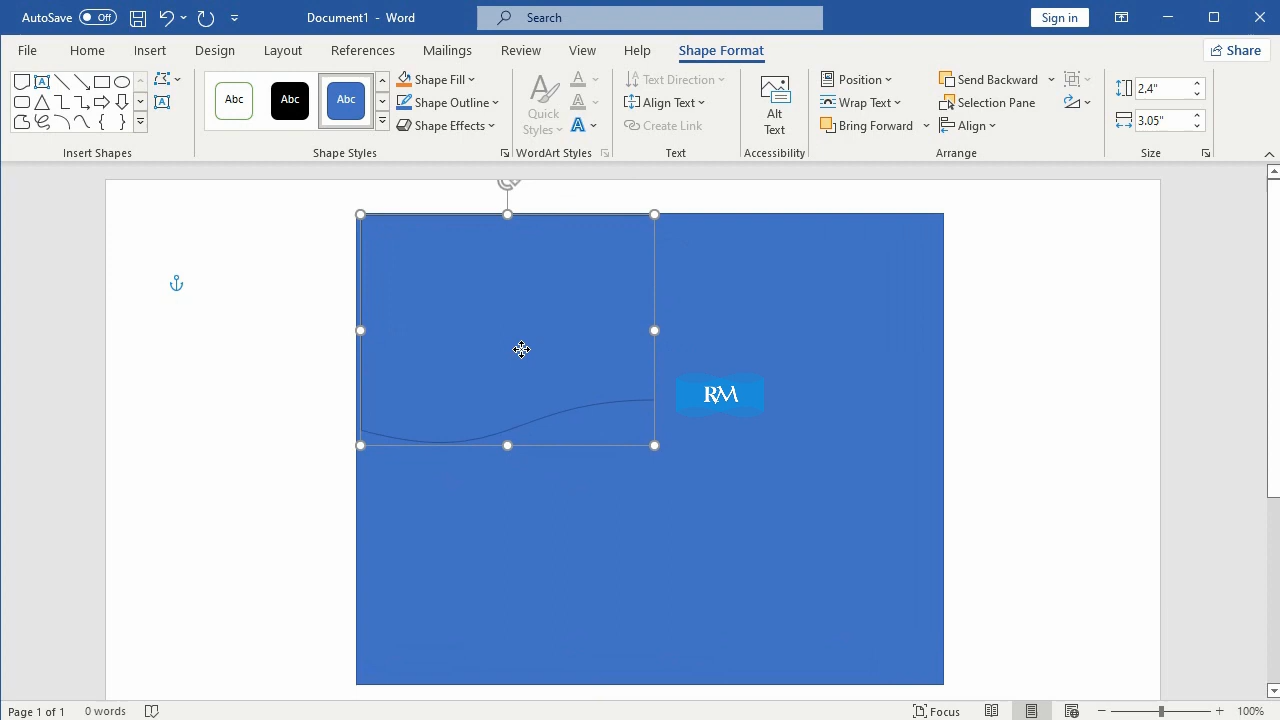 AutoSave Off Document1 - Word Search Sign in
File Home Insert Design Layout References Mailings Review View Help Shape Format Share
Abc Abc Abc
Shape Fill
Shape Outline
Shape Effects
Quick Styles
Text Direction
Align Text
Create Link
Alt Text
Position
Wrap Text
Bring Forward
Send Backward
Selection Pane
Align
2.4"
3.05"
Insert Shapes Shape Styles WordArt Styles Text Accessibility Arrange Size
RM
Page 1 of 1 0 words Focus 100%